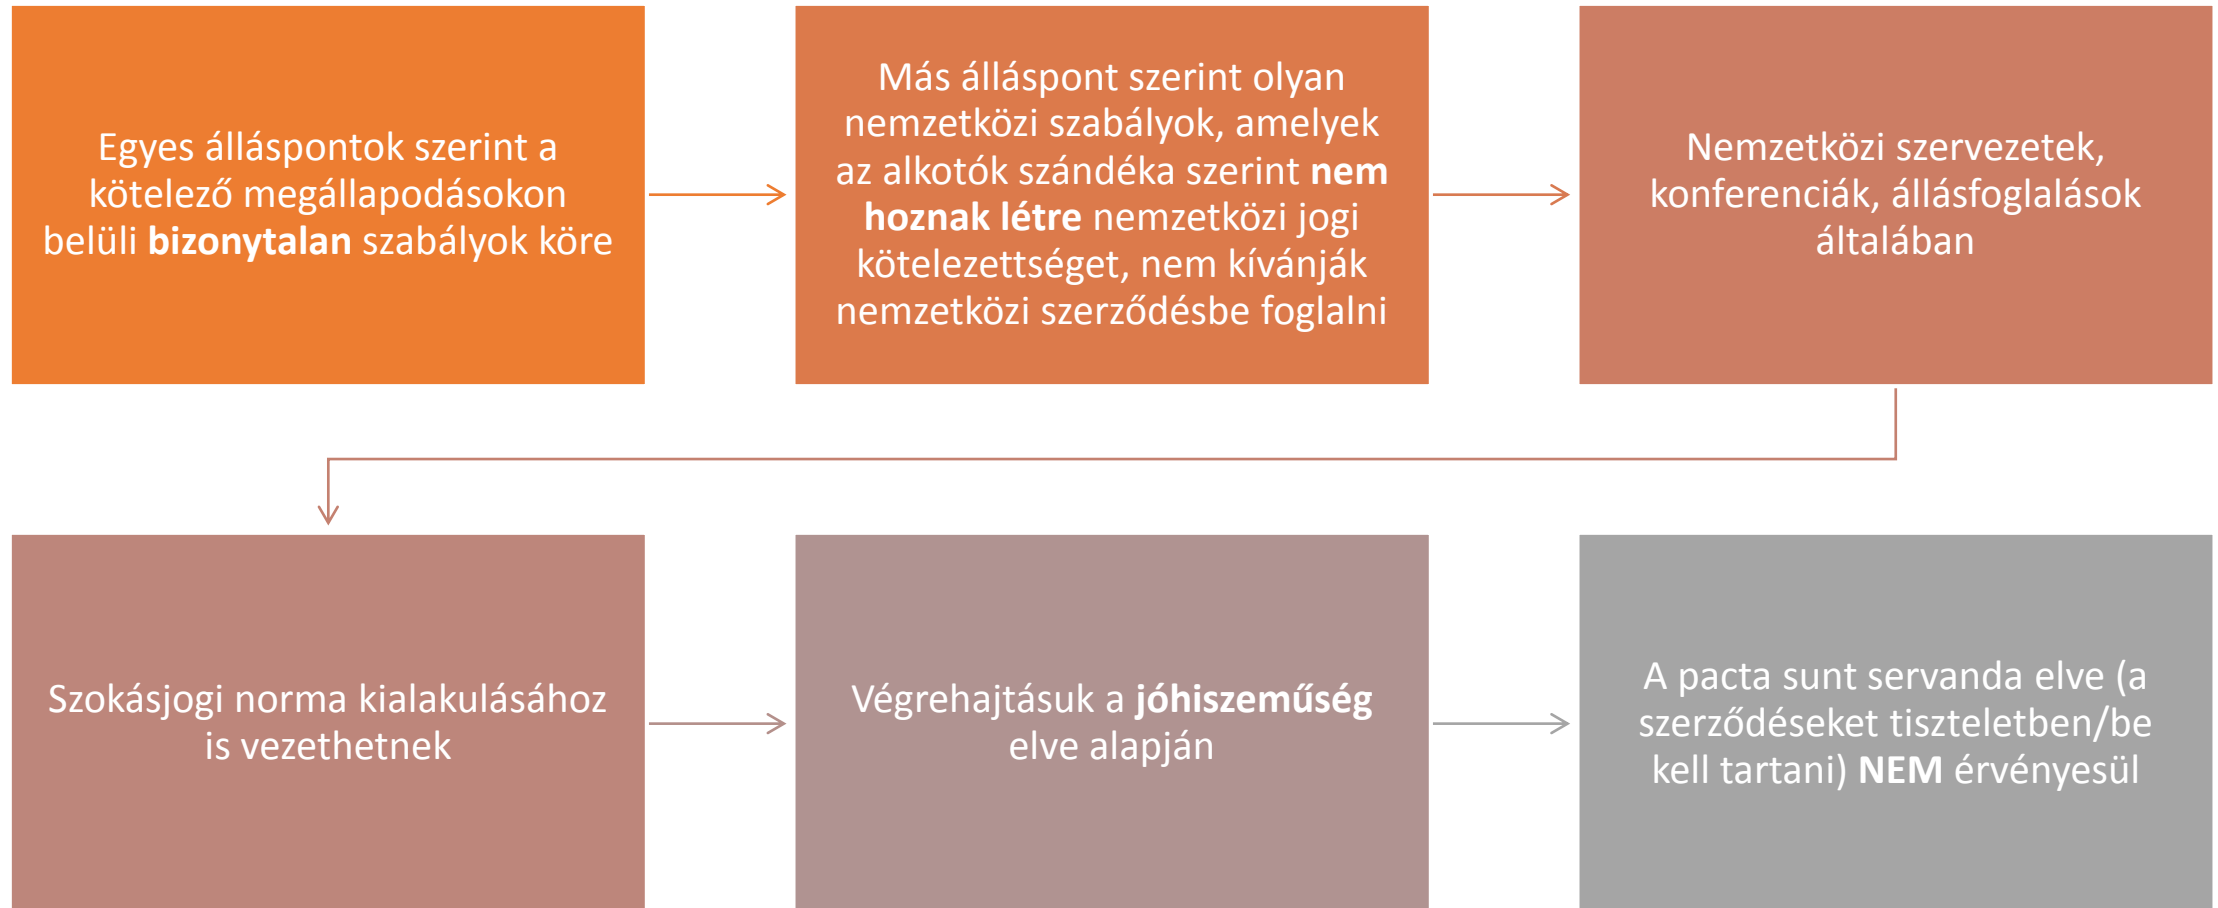 Egyes álláspontok szerint a
kötelező megállapodásokon
belüli bizonytalan szabályok köre
Más álláspont szerint olyan
nemzetközi szabályok, amelyek
az alkotók szándéka szerint nem
hoznak létre nemzetközi jogi
kötelezettséget, nem kívánják
nemzetközi szerződésbe foglalni
Nemzetközi szervezetek,
konferenciák, állásfoglalások
általában
Szokásjogi norma kialakulásához
is vezethetnek
Végrehajtásuk a jóhiszeműség
elve alapján
A pacta sunt servanda elve (a
szerződéseket tiszteletben/be
kell tartani) NEM érvényesül